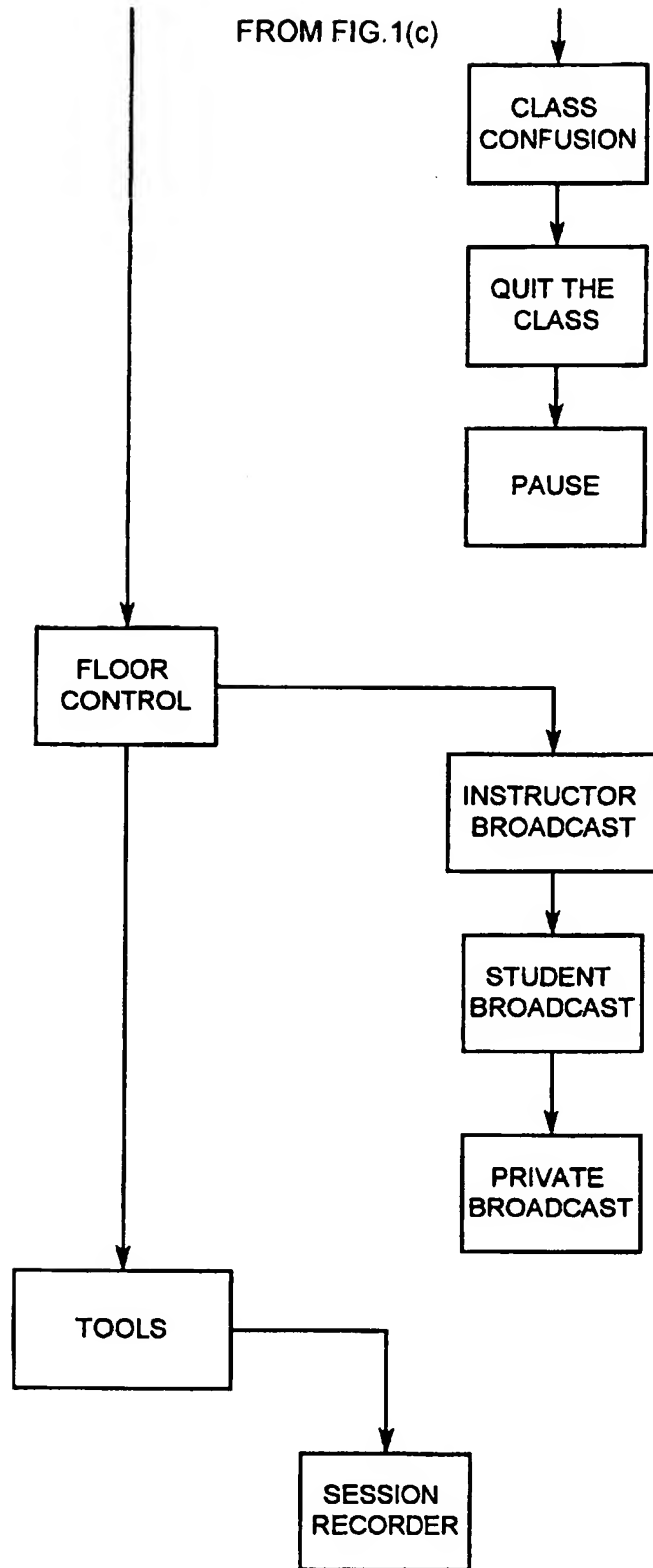 FROM FIG.1(c)
CLASS
CONFUSION
QUIT THE
CLASS
PAUSE
FLOOR
CONTROL
INSTRUCTOR
BROADCAST
STUDENT
BROADCAST
PRIVATE
BROADCAST
TOOLS
SESSION
RECORDER